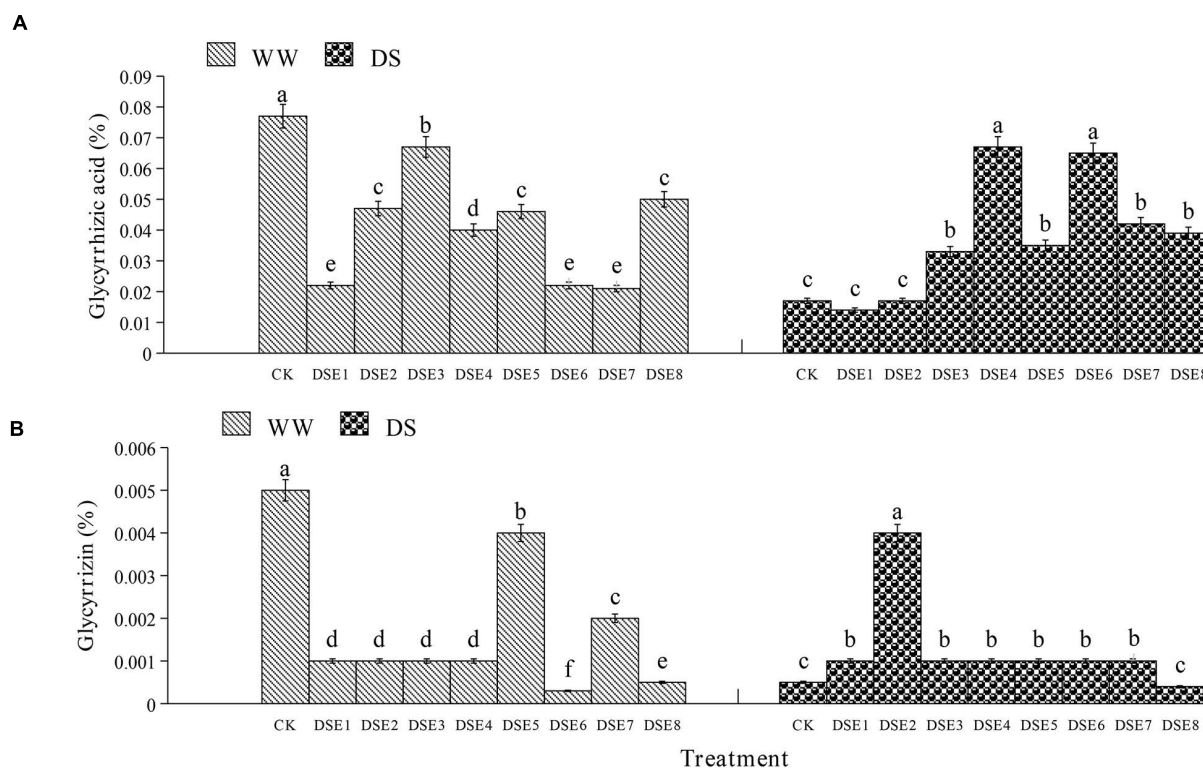 A
WW DS
Glycyrrhizic acid (%)
0.09
0.08
0.07
0.06
0.05
0.04
0.03
0.02
0.01
0
a e c b d c e e c
c c c b a b a b b
CK DSE1 DSE2 DSE3 DSE4 DSE5 DSE6 DSE7 DSE8 CK DSE1 DSE2 DSE3 DSE4 DSE5 DSE6 DSE7 DSE8
B
WW DS
Glycyrrizin (%)
0.006
0.005
0.004
0.003
0.002
0.001
0
a d d d d b f c e
c b a b b b b b c
CK DSE1 DSE2 DSE3 DSE4 DSE5 DSE6 DSE7 DSE8 CK DSE1 DSE2 DSE3 DSE4 DSE5 DSE6 DSE7 DSE8
Treatment